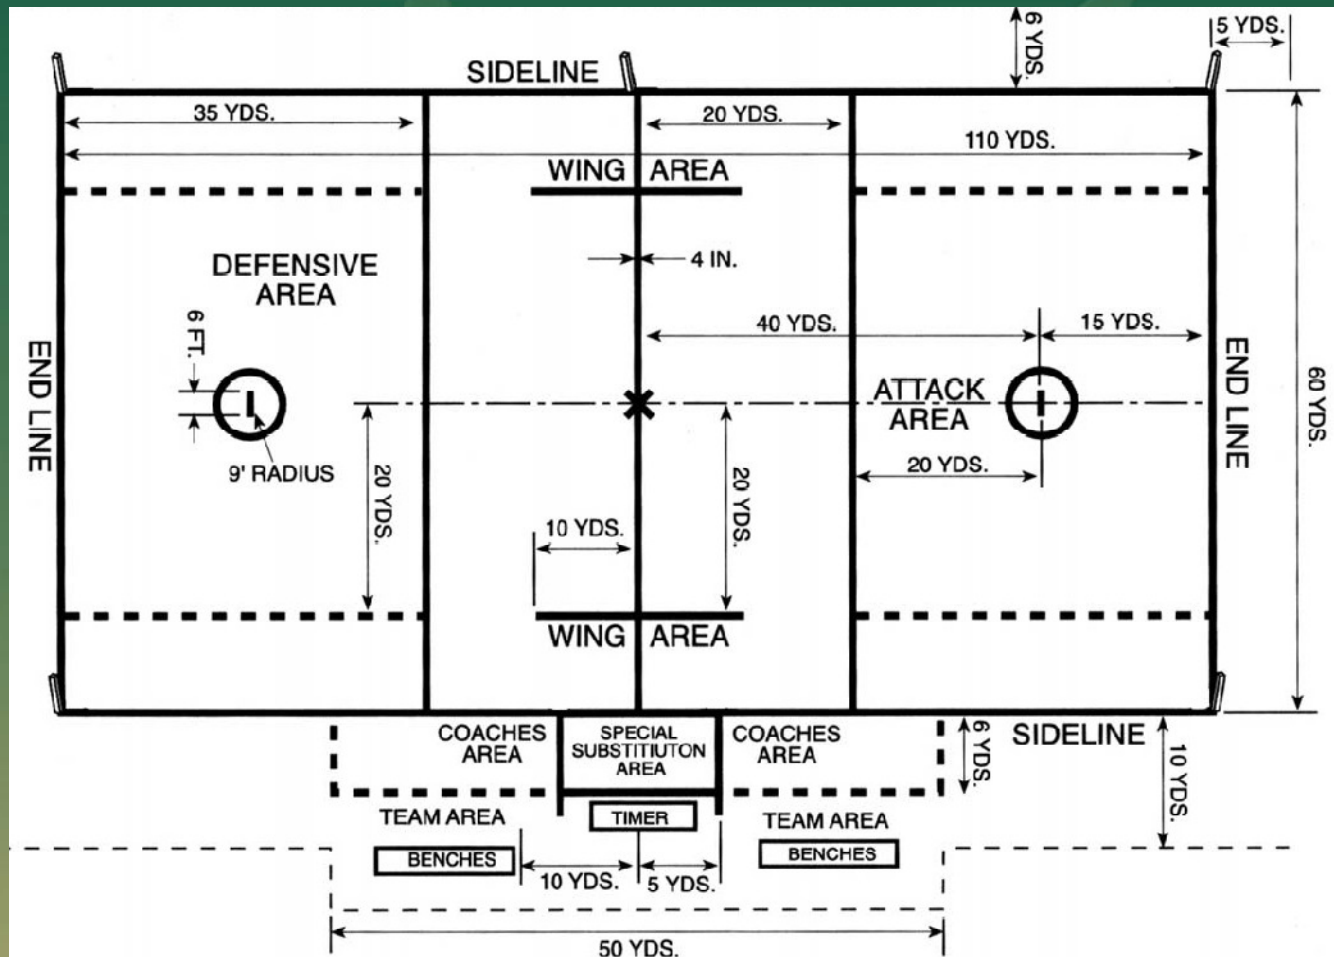 6 YDS.
5 YDS.
SIDELINE
35 YDS.
20 YDS.
110 YDS.
WING AREA
DEFENSIVE
AREA
4 IN.
6 FT.
40 YDS.
15 YDS.
END LINE
END LINE
60 YDS.
ATTACK
AREA
9' RADIUS
20 YDS.
20 YDS.
20 YDS.
10 YDS.
WING AREA
COACHES
AREA
SPECIAL
SUBSTITIUTON
AREA
COACHES
AREA
6 YDS.
SIDELINE
10 YDS.
TEAM AREA
TIMER
TEAM AREA
BENCHES
BENCHES
10 YDS.
5 YDS.
50 YDS.